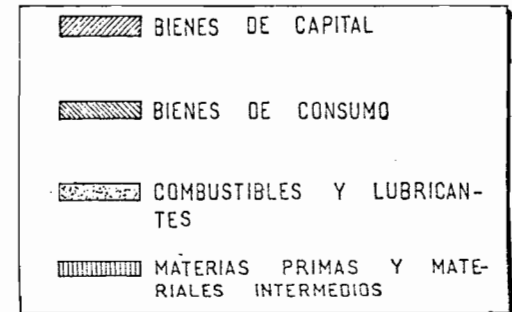 BIENES DE CAPITAL
BIENES DE CONSUMO
COMBUSTIBLES Y LUBRICAN-
TES
MATERIAS PRIMAS Y MATE-
RIALES INTERMEDIOS